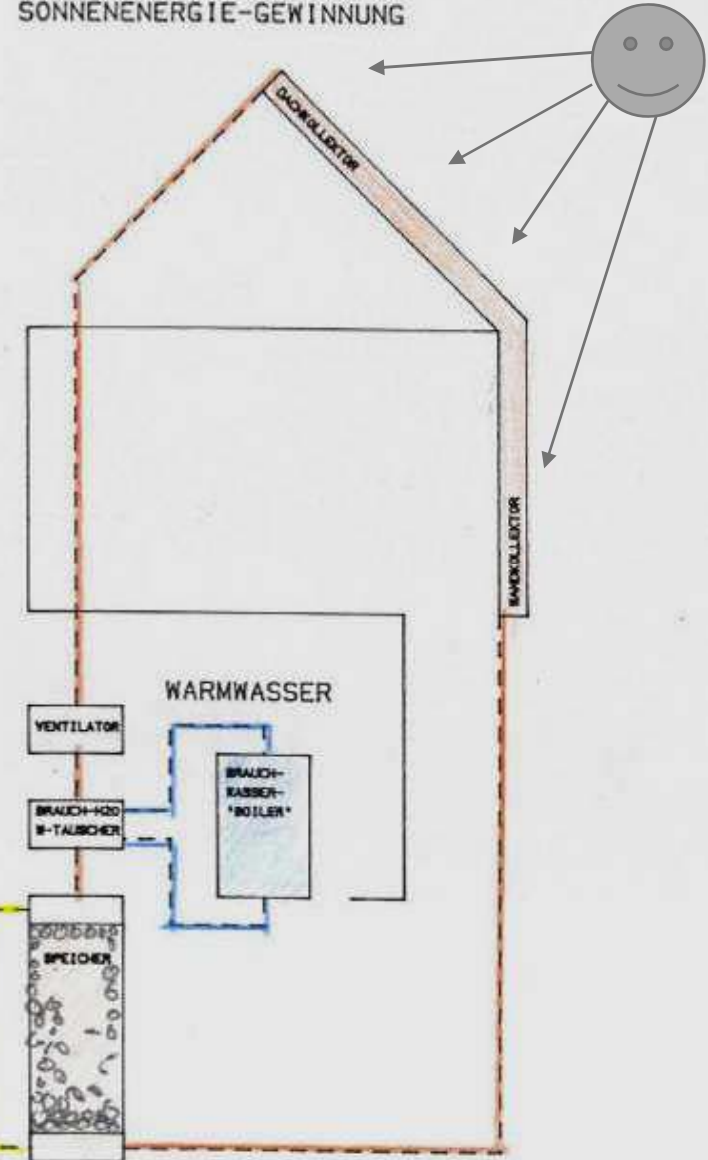 SONNENENERGIE-GEWINNUNG
DACHKOLLEKTOR
WANDKOLLEKTOR
WARMWASSER
VENTILATOR
BRAUCH-H2O
W-TAUSCHER
BRAUCH-
WASSER-
"BOILER"
SPEICHER